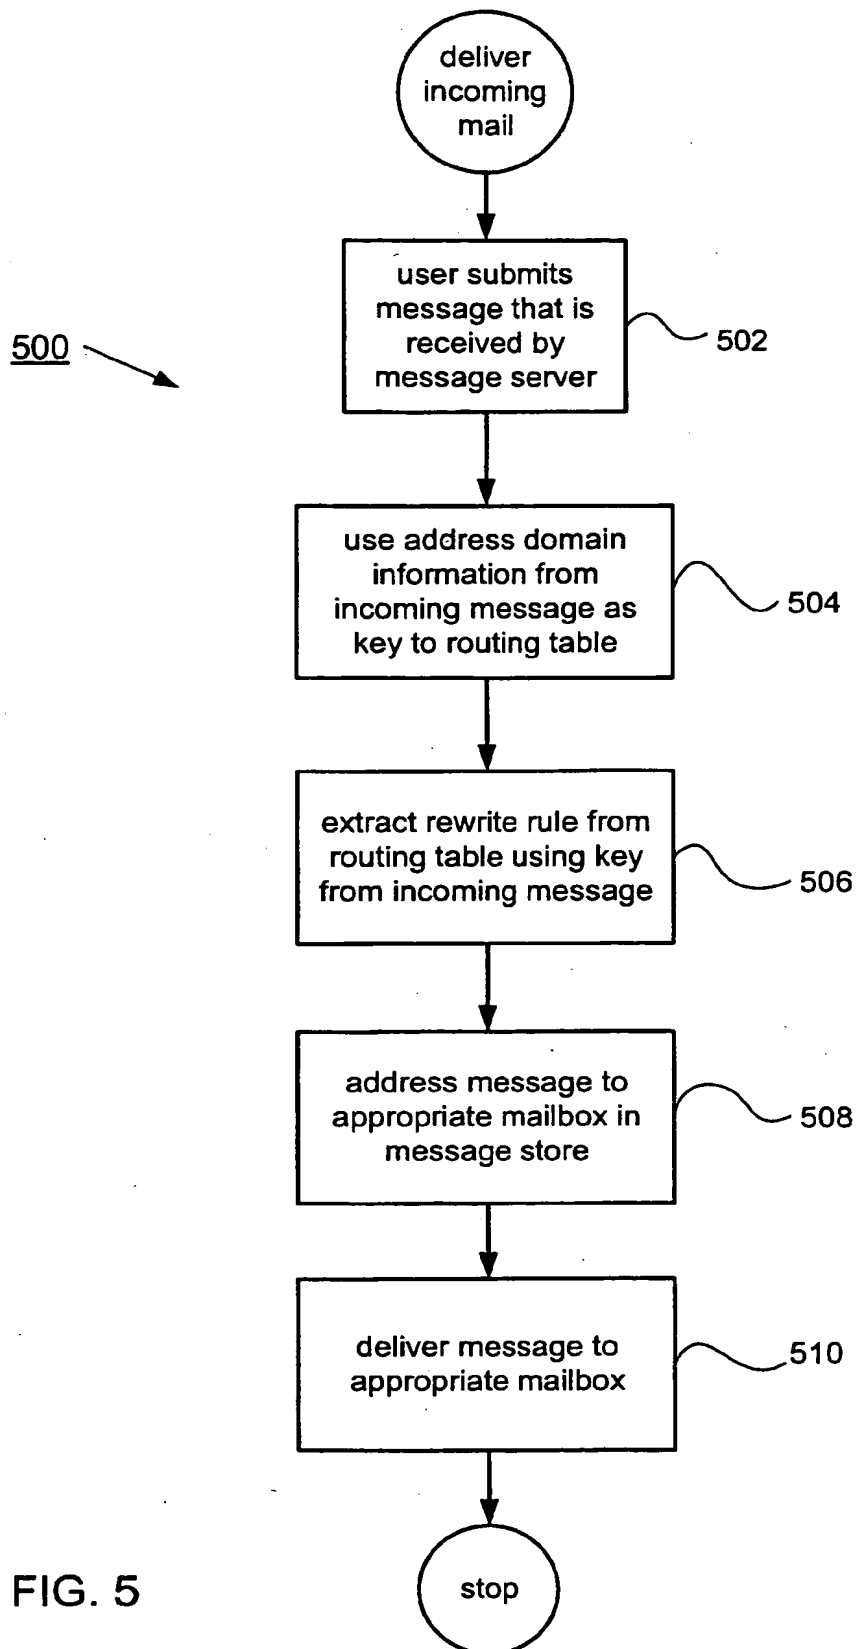 deliver
incoming
mail
user submits
message that is
received by
message server
502
500
use address domain
information from
incoming message as
key to routing table
504
extract rewrite rule from
routing table using key
from incoming message
506
address message to
appropriate mailbox in
message store
508
deliver message to
appropriate mailbox
510
stop
FIG. 5